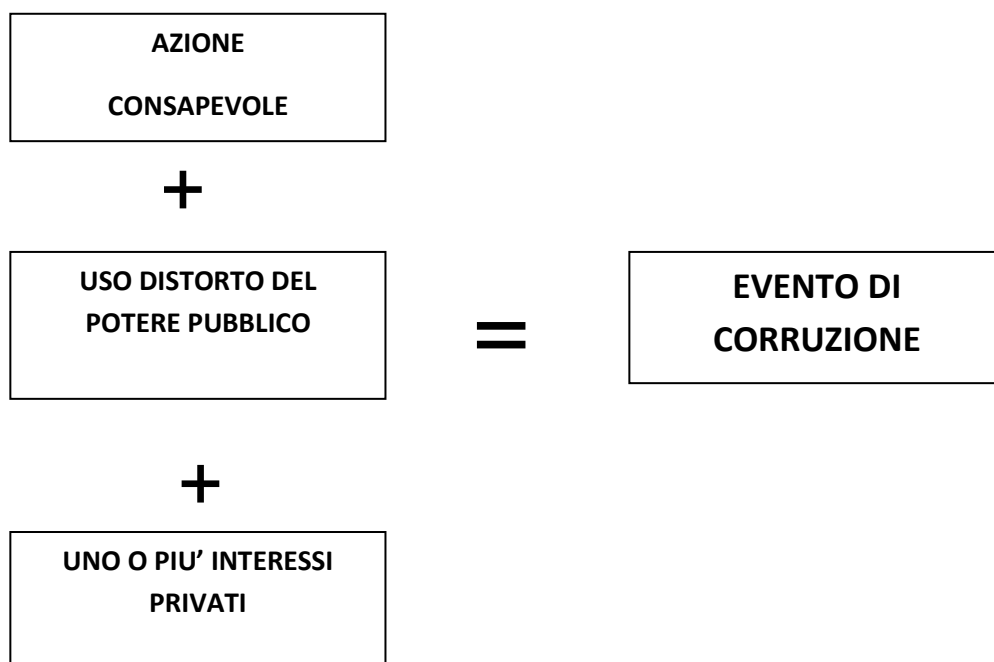 AZIONE
CONSAPEVOLE
+
USO DISTORTO DEL
POTERE PUBBLICO
=
EVENTO DI
CORRUZIONE
+
UNO O PIU’ INTERESSI
PRIVATI